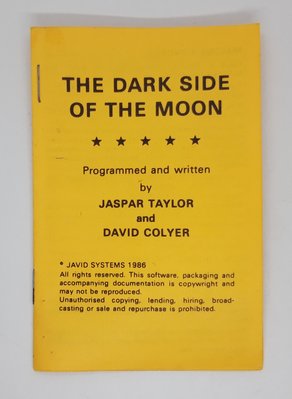 THE DARK SIDE
OF THE MOON
★ ★ ★ ★ ★
Programmed and written
by
JASPAR TAYLOR
and
DAVID COLYER
© JAVID SYSTEMS 1986
All rights reserved. This software, packaging and
accompanying documentation is copyright and
may not be reproduced.
Unauthorised copying, lending, hiring, broad-
casting or sale and repurchase is prohibited.